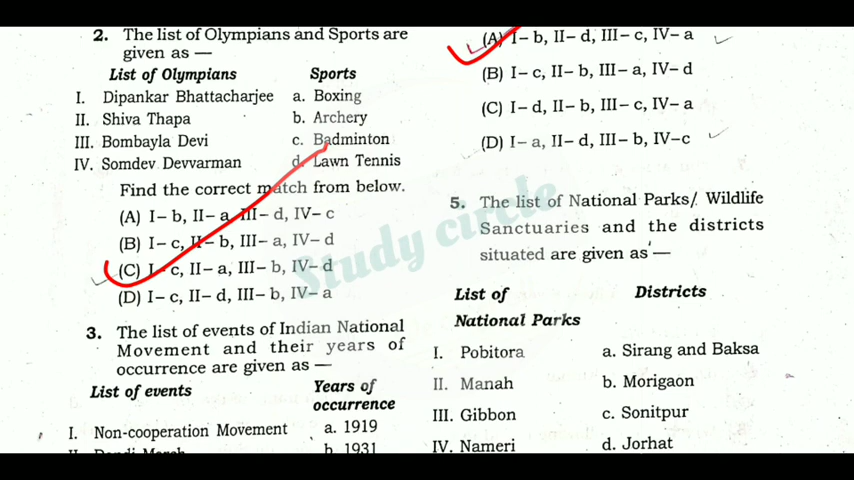 2. The list of Olympians and Sports are
given as —
List of Olympians Sports
I. Dipankar Bhattacharjee a. Boxing
II. Shiva Thapa b. Archery
III. Bombayla Devi c. Badminton
IV. Somdev Devvarman d. Lawn Tennis
Find the correct match from below.
(A) I– b, II– a, III– d, IV– c
(B) I– c, II– b, III– a, IV– d
(C) I– c, II– a, III– b, IV– d
(D) I– c, II– d, III– b, IV– a
3. The list of events of Indian National
Movement and their years of
occurrence are given as —
List of events Years of
occurrence
I. Non-cooperation Movement a. 1919
II. Dandi March b. 1931
(A) I– b, II– d, III– c, IV– a
(B) I– c, II– b, III– a, IV– d
(C) I– d, II– b, III– c, IV– a
(D) I– a, II– d, III– b, IV–c
5. The list of National Parks/ Wildlife
Sanctuaries and the districts
situated are given as —
List of Districts
National Parks
I. Pobitora a. Sirang and Baksa
II. Manah b. Morigaon
III. Gibbon c. Sonitpur
IV. Nameri d. Jorhat
Study circle